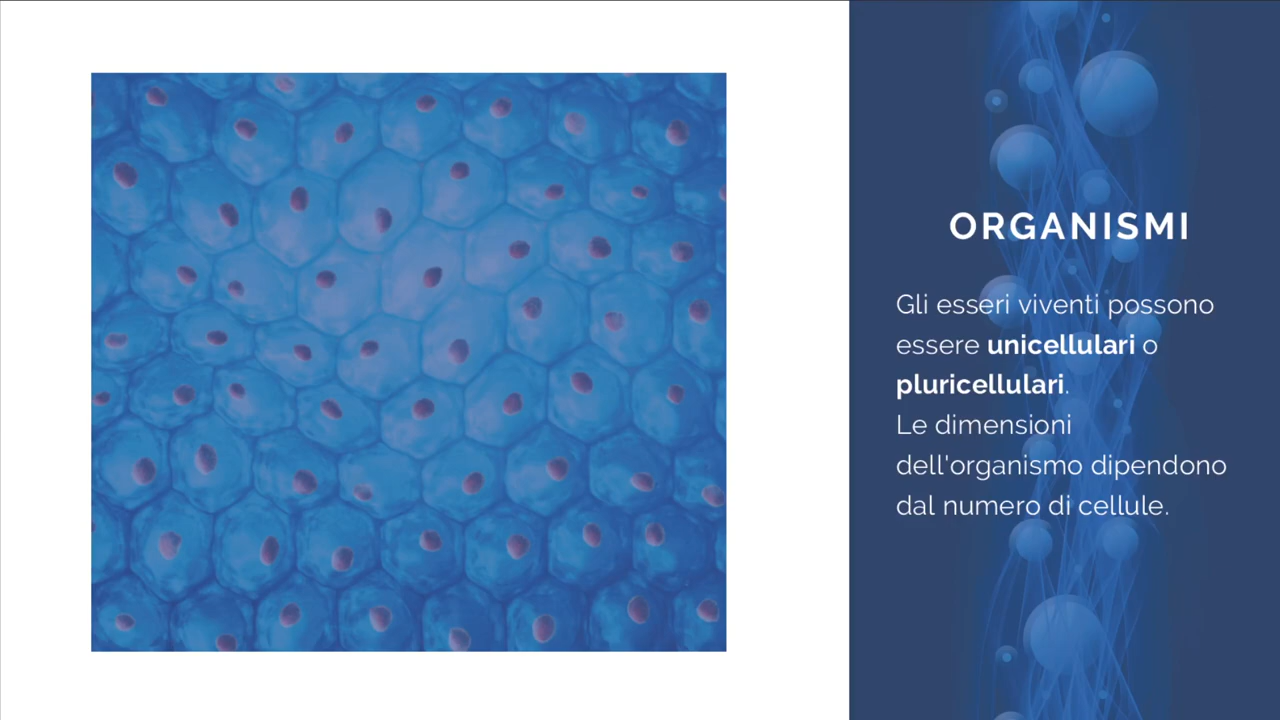 ORGANISMI
Gli esseri viventi possono
essere unicellulari o
pluricellulari.
Le dimensioni
dell'organismo dipendono
dal numero di cellule.